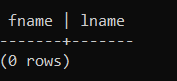 fname | lname
-------+-------
(0 rows)